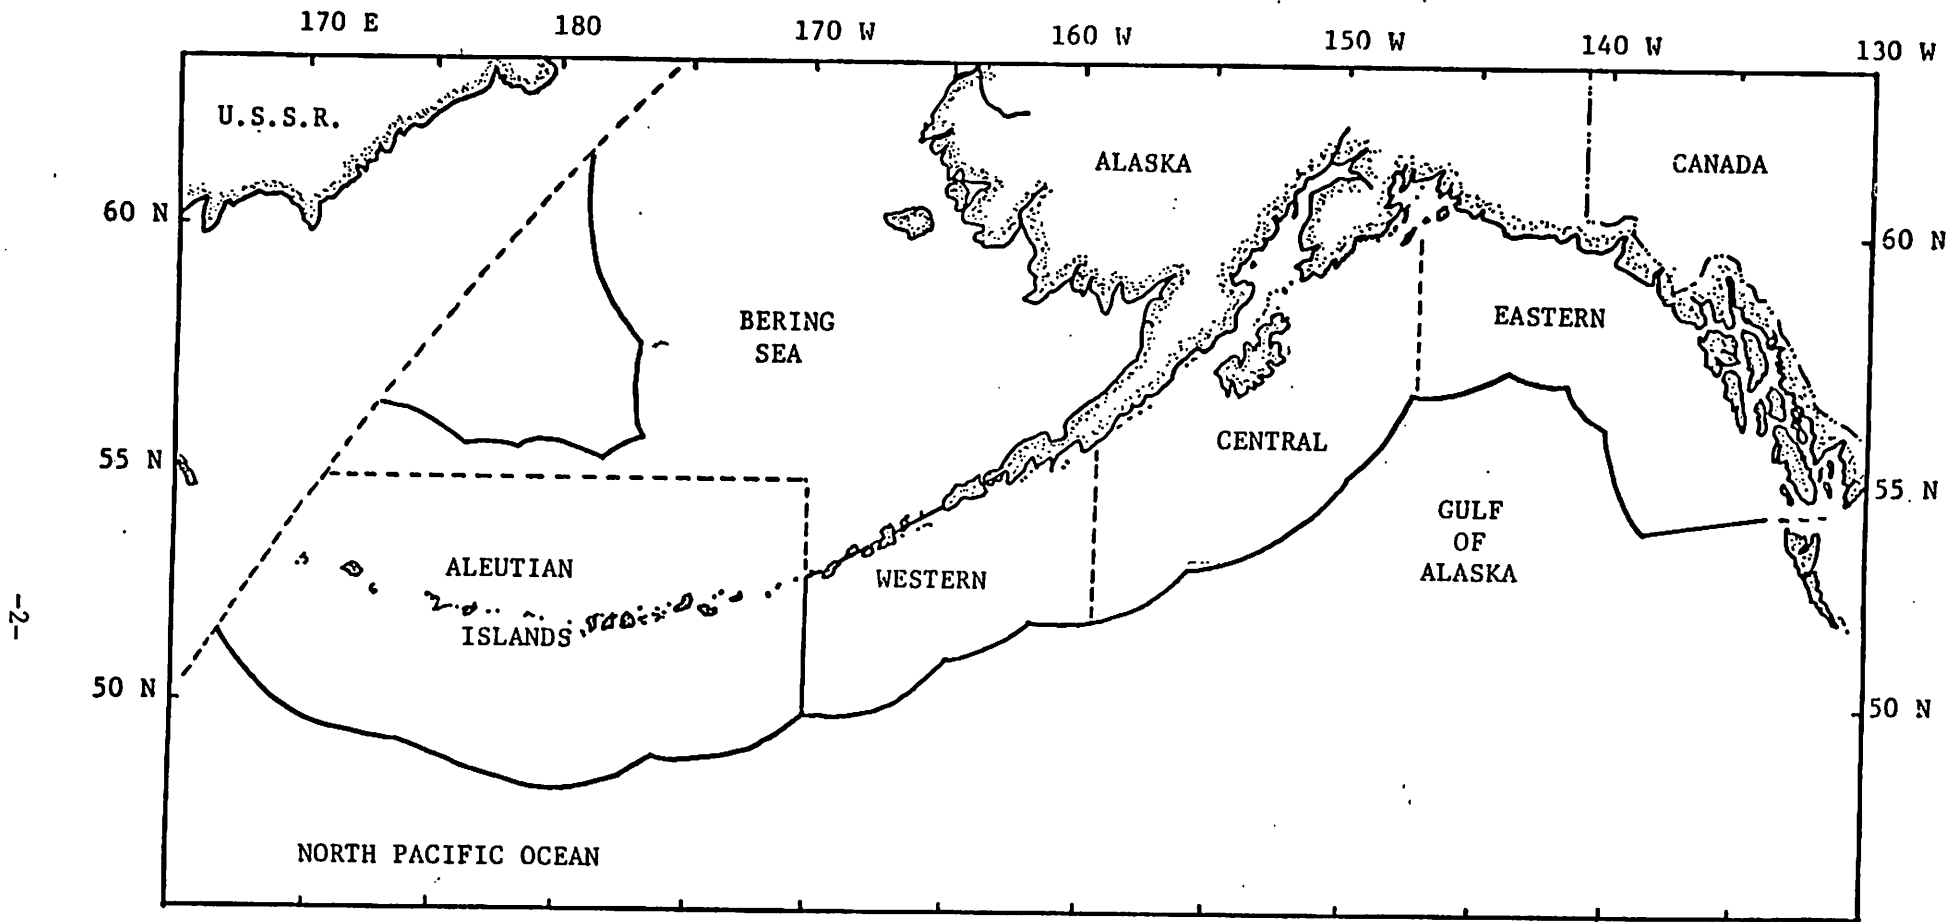 170 E 180 170 W 160 W 150 W 140 W 130 W
U.S.S.R.
ALASKA
CANADA
60 N
60 N
BERING
SEA
EASTERN
CENTRAL
55 N
55 N
GULF
OF
ALASKA
ALEUTIAN
ISLANDS
WESTERN
50 N
50 N
NORTH PACIFIC OCEAN
-2-